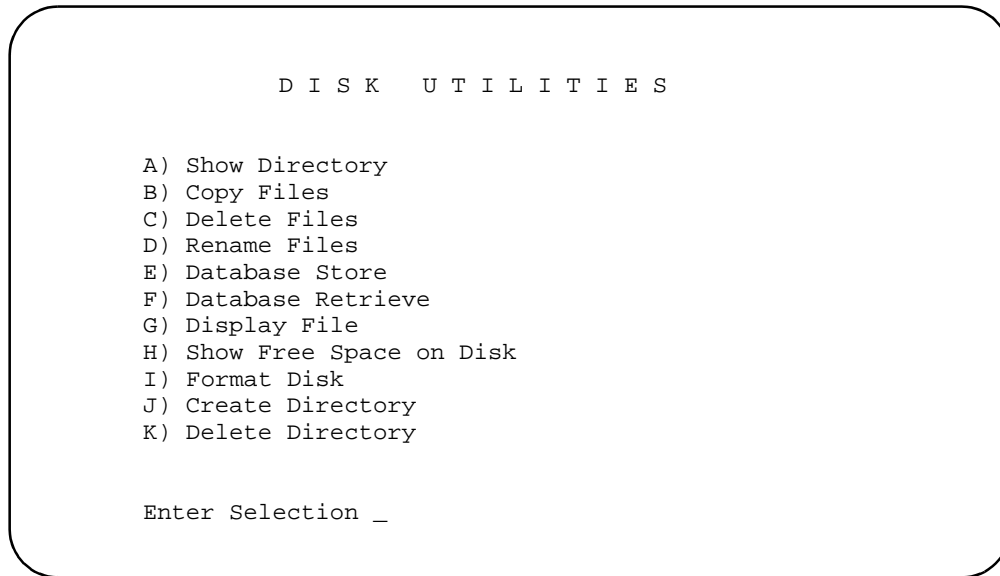 D I S K   U T I L I T I E S
A) Show Directory
B) Copy Files
C) Delete Files
D) Rename Files
E) Database Store
F) Database Retrieve
G) Display File
H) Show Free Space on Disk
I) Format Disk
J) Create Directory
K) Delete Directory
Enter Selection _